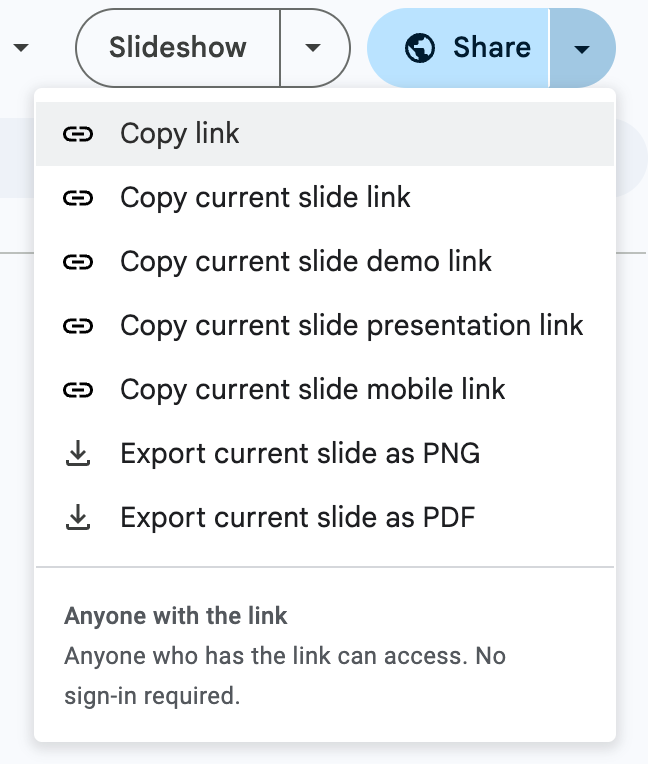 Slideshow
Share
Copy link
Copy current slide link
Copy current slide demo link
Copy current slide presentation link
Copy current slide mobile link
Export current slide as PNG
Export current slide as PDF
Anyone with the link
Anyone who has the link can access. No
sign-in required.